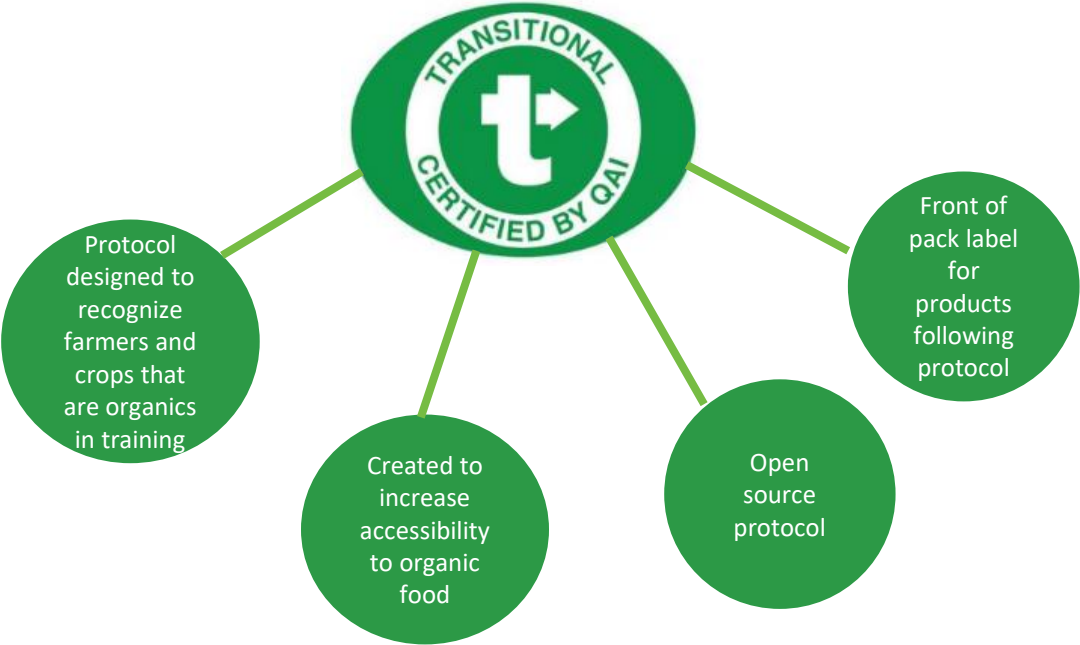 TRANSITIONAL
t
CERTIFIED BY QAI
Protocol
designed to
recognize
farmers and
crops that
are organics
in training
Created to
increase
accessibility
to organic
food
Open
source
protocol
Front of
pack label
for
products
following
protocol